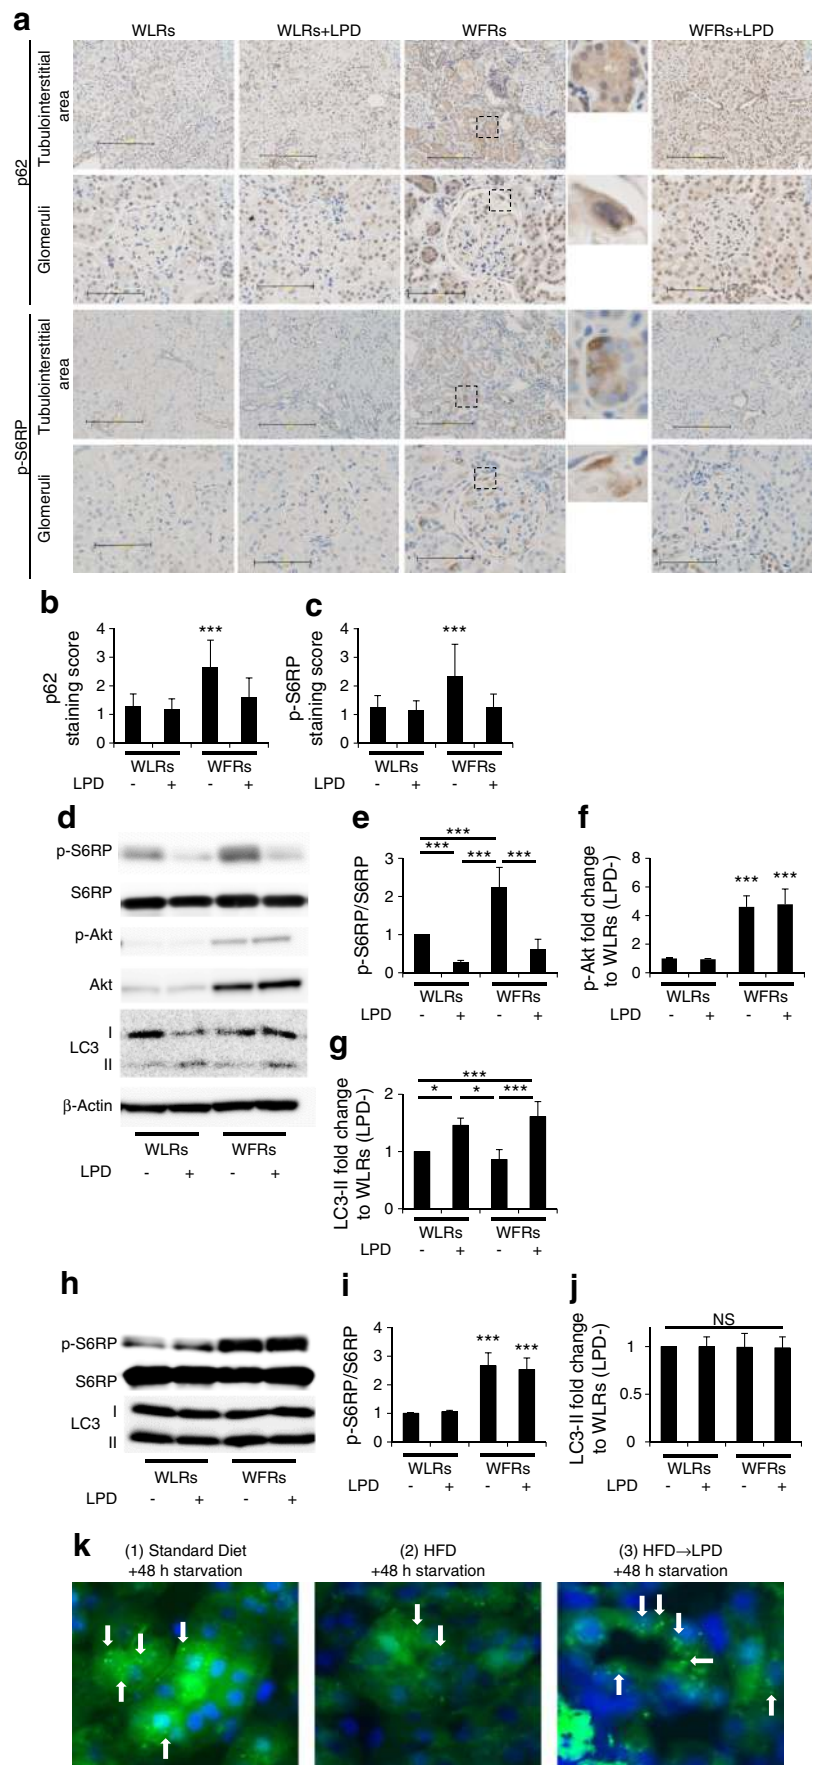 a
WLRs WLRs+LPD WFRs WFRs+LPD
p62
Tubulointerstitial
area
Glomeruli
p-S6RP
Tubulointerstitial
area
Glomeruli
b
p62
staining score
4
3
2
1
0
***
WLRs WFRs
LPD - + - +
c
p-S6RP
staining score
4
3
2
1
0
***
WLRs WFRs
LPD - + - +
d
p-S6RP
S6RP
p-Akt
Akt
LC3 I
II
β-Actin
WLRs WFRs
LPD - + - +
e
p-S6RP/S6RP
3
2
1
0
***
*** *** ***
WLRs WFRs
LPD - + - +
f
p-Akt fold change
to WLRs (LPD-)
8
6
4
2
0
*** ***
WLRs WFRs
LPD - + - +
g
LC3-II fold change
to WLRs (LPD-)
2
1
0
***
* * ***
WLRs WFRs
LPD - + - +
h
p-S6RP
S6RP
LC3 I
II
WLRs WFRs
LPD - + - +
i
p-S6RP/S6RP
4
3
2
1
0
*** ***
WLRs WFRs
LPD - + - +
j
LC3-II fold change
to WLRs (LPD-)
1
0.5
0
NS
WLRs WFRs
LPD - + - +
k
(1) Standard Diet
+48 h starvation
(2) HFD
+48 h starvation
(3) HFD→LPD
+48 h starvation